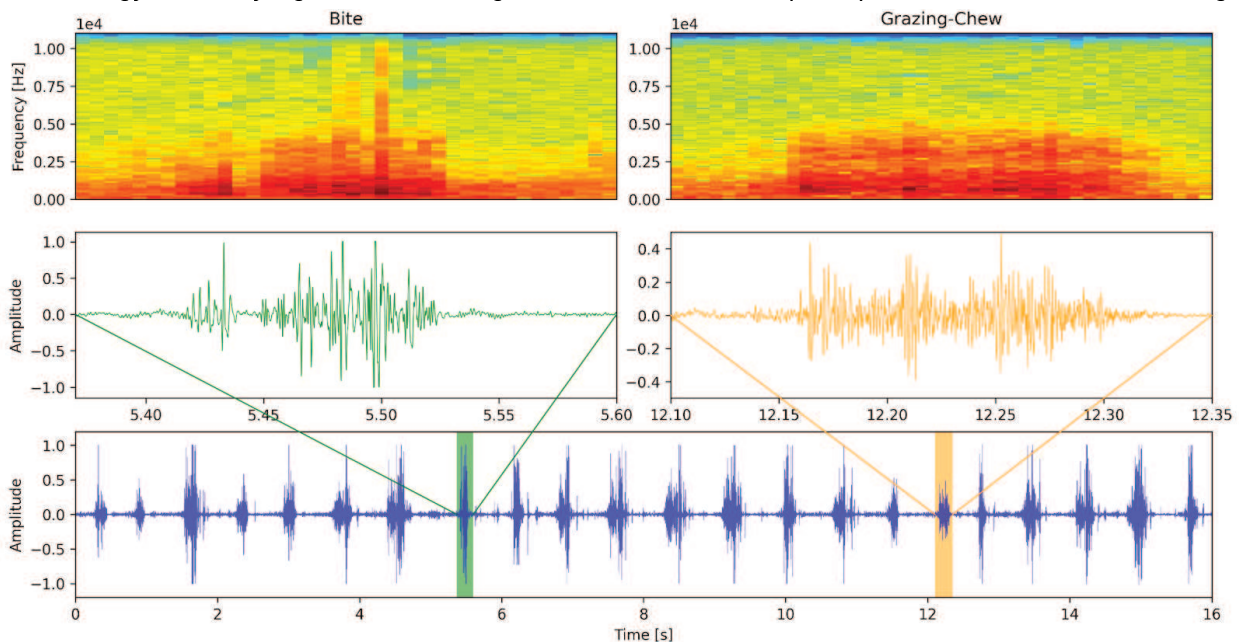 Bite Grazing-Chew
1e4 1e4
1.00 1.00
0.75 0.75
0.50 0.50
0.25 0.25
0.00 0.00
Frequency [Hz]
1.0 0.4
0.5 0.2
0.0 0.0
−0.5 −0.2
−1.0 −0.4
Amplitude
5.40 5.45 5.50 5.55 5.60 12.10 12.15 12.20 12.25 12.30 12.35
1.0
0.5
0.0
−0.5
−1.0
Amplitude
0 2 4 6 8 10 12 14 16
Time [s]